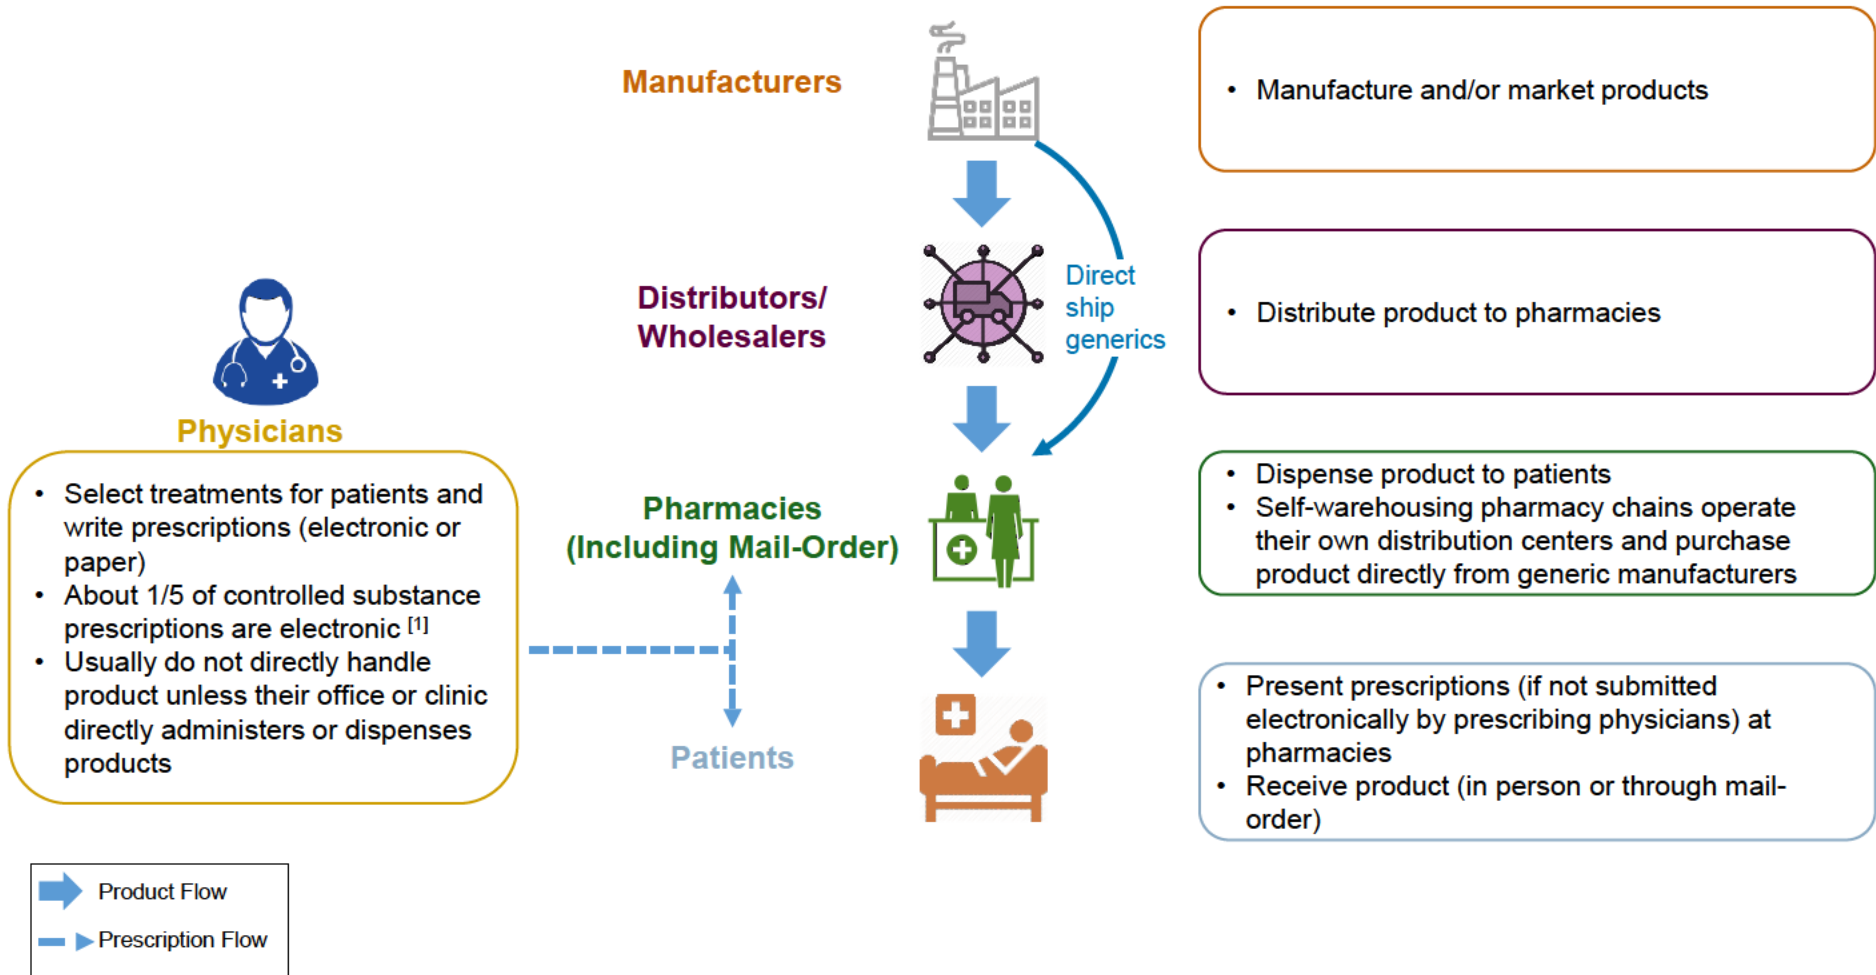 Manufacturers
• Manufacture and/or market products
Distributors/
Wholesalers
Direct
ship
generics
• Distribute product to pharmacies
Physicians
• Select treatments for patients and
write prescriptions (electronic or
paper)
• About 1/5 of controlled substance
prescriptions are electronic [1]
• Usually do not directly handle
product unless their office or clinic
directly administers or dispenses
products
Pharmacies
(Including Mail-Order)
• Dispense product to patients
• Self-warehousing pharmacy chains operate
their own distribution centers and purchase
product directly from generic manufacturers
Patients
• Present prescriptions (if not submitted
electronically by prescribing physicians) at
pharmacies
• Receive product (in person or through mail-
order)
Product Flow
Prescription Flow